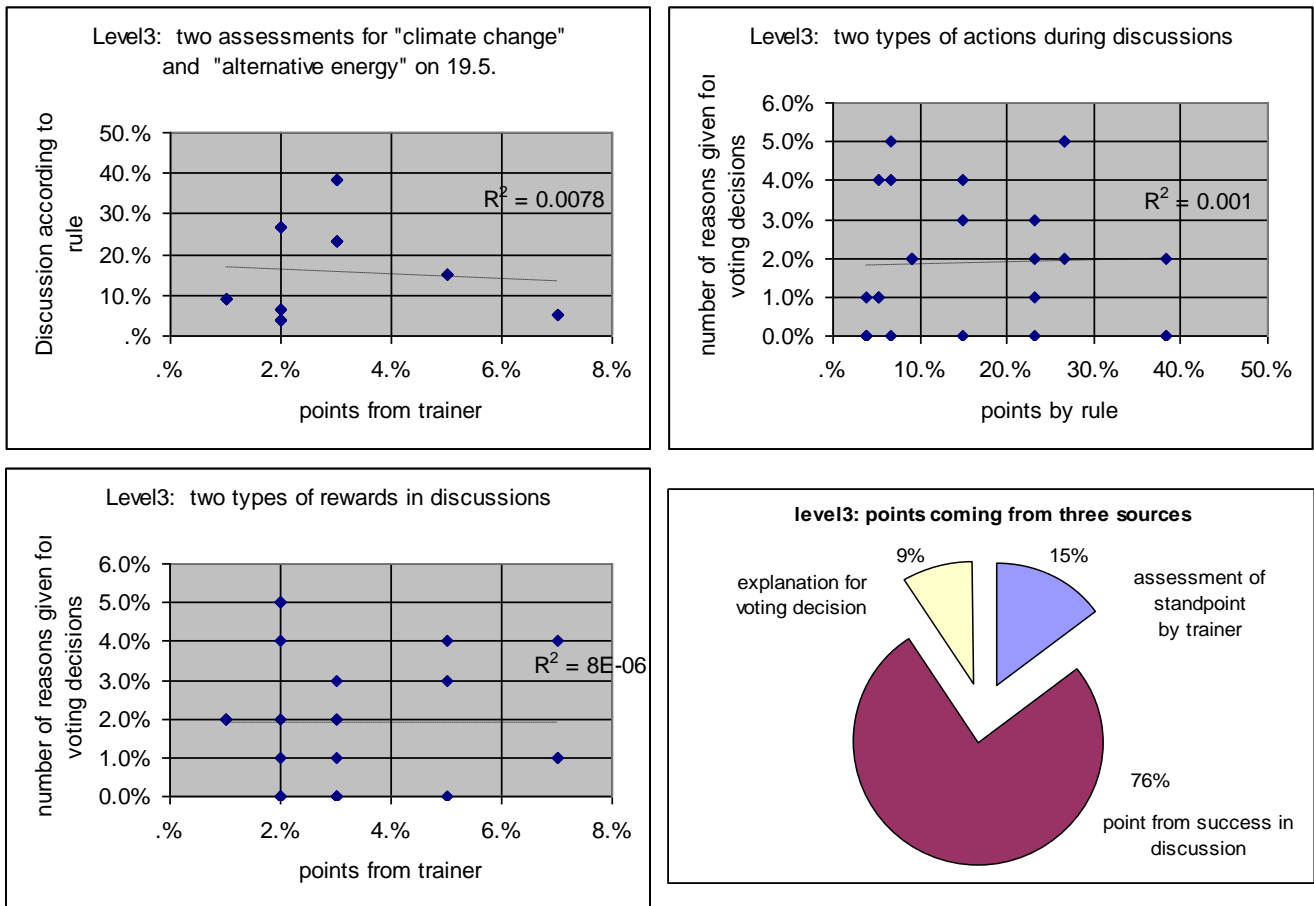 Level3: two assessments for "climate change"
and "alternative energy" on 19.5.
Discussion according to
rule
50.%
40.%
30.%
20.%
10.%
.%
R² = 0.0078
.%
2.%
4.%
6.%
8.%
points from trainer
Level3: two types of actions during discussions
number of reasons given for
voting decisions
6.0%
5.0%
4.0%
3.0%
2.0%
1.0%
0.0%
R² = 0.001
.%
10.%
20.%
30.%
40.%
50.%
points by rule
Level3: two types of rewards in discussions
number of reasons given for
voting decisions
6.0%
5.0%
4.0%
3.0%
2.0%
1.0%
0.0%
R² = 8E-06
.%
2.%
4.%
6.%
8.%
points from trainer
level3: points coming from three sources
9%
explanation for
voting decision
15%
assessment of
standpoint
by trainer
76%
point from success in
discussion